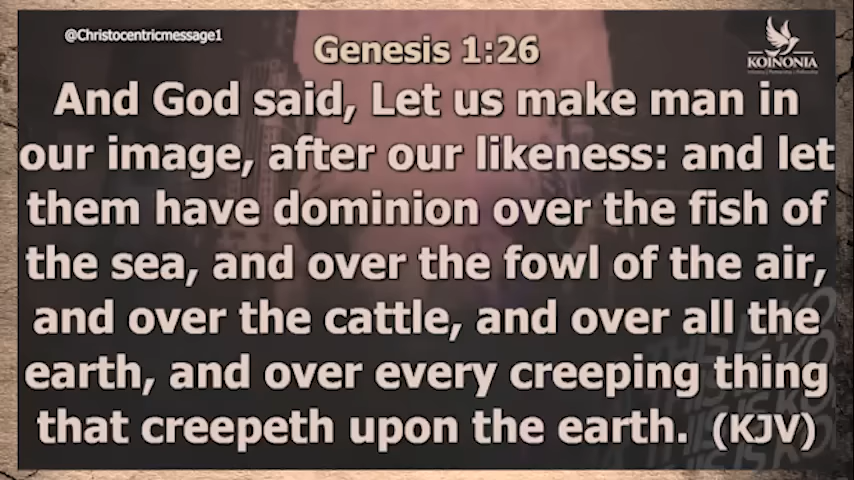 @Christocentricmessage1
KOINONIA
Genesis 1:26
And God said, Let us make man in
our image, after our likeness: and let
them have dominion over the fish of
the sea, and over the fowl of the air,
and over the cattle, and over all the
earth, and over every creeping thing
that creepeth upon the earth. (KJV)